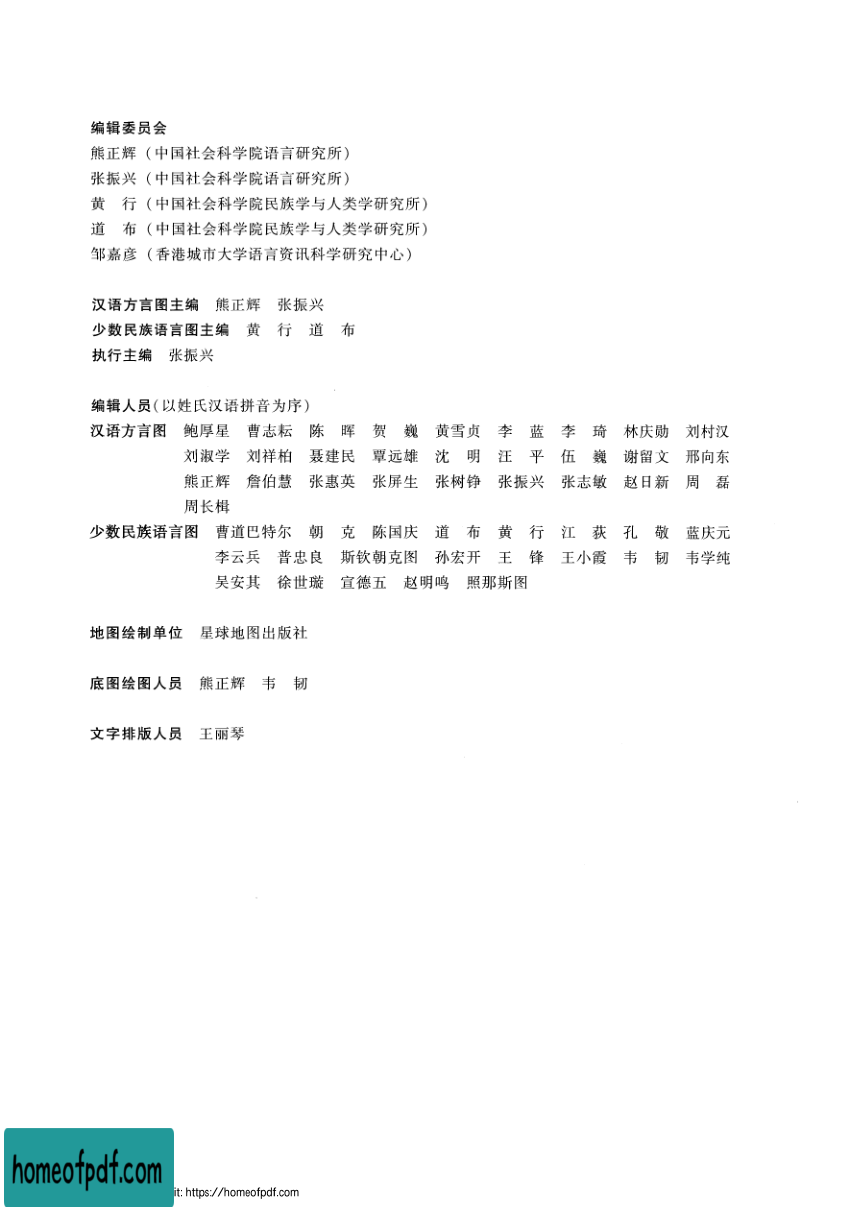 编辑委员会
熊正辉（中国社会科学院语言研究所）
张振兴（中国社会科学院语言研究所）
黄　行（中国社会科学院民族学与人类学研究所）
道　布（中国社会科学院民族学与人类学研究所）
邹嘉彦（香港城市大学语言资讯科学研究中心）
汉语方言图主编　熊正辉　张振兴
少数民族语言图主编　黄　行　道　布
执行主编　张振兴
编辑人员(以姓氏汉语拼音为序)
汉语方言图　鲍厚星　曹志耘　陈　晖　贺　巍　黄雪贞　李　蓝　李　琦　林庆勋　刘村汉
刘淑学　刘祥柏　聂建民　覃远雄　沈　明　汪　平　伍　巍　谢留文　邢向东
熊正辉　詹伯慧　张惠英　张屏生　张树铮　张振兴　张志敏　赵日新　周　磊
周长楫
少数民族语言图　曹道巴特尔　朝　克　陈国庆　道　布　黄　行　江　荻　孔　敬　蓝庆元
李云兵　普忠良　斯钦朝克图　孙宏开　王　锋　王小霞　韦　韧　韦学纯
吴安其　徐世璇　宣德五　赵明鸣　照那斯图
地图绘制单位　星球地图出版社
底图绘图人员　熊正辉　韦　韧
文字排版人员　王丽琴
homeofpdf.com
it: https://homeofpdf.com